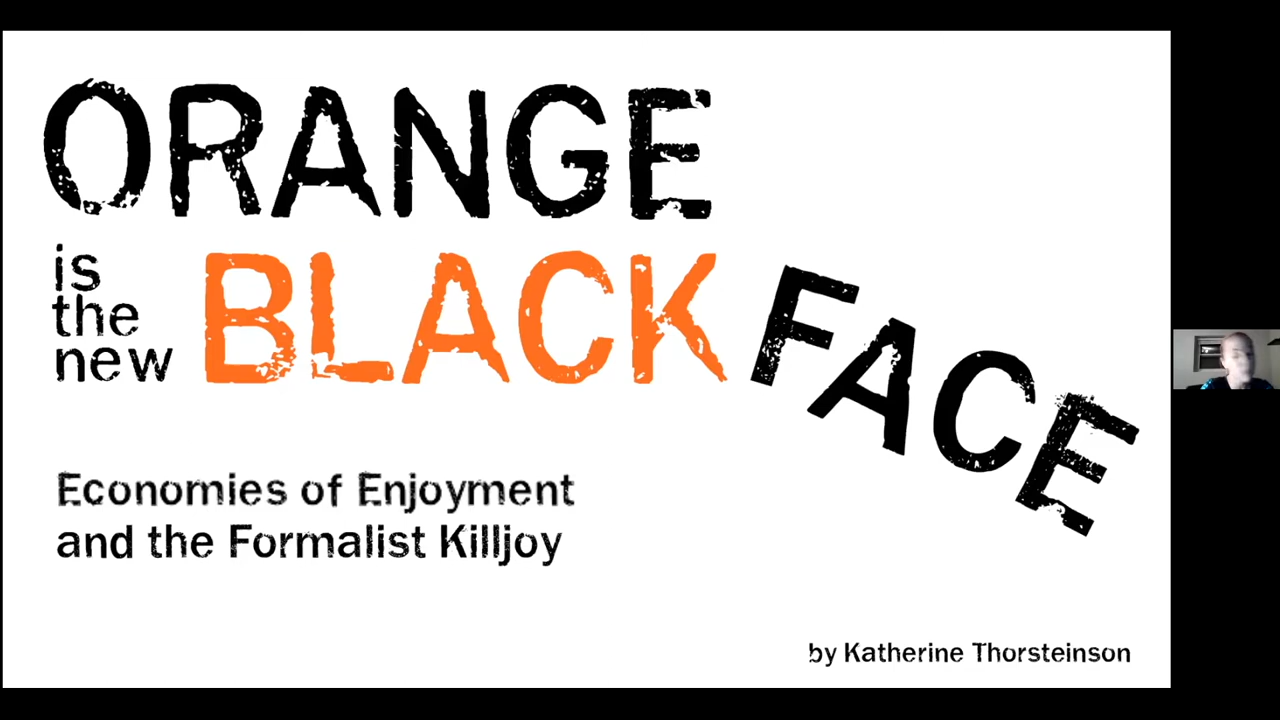 ORANGE
is
the
new
BLACK
FACE
Economies of Enjoyment
and the Formalist Killjoy
by Katherine Thorsteinson